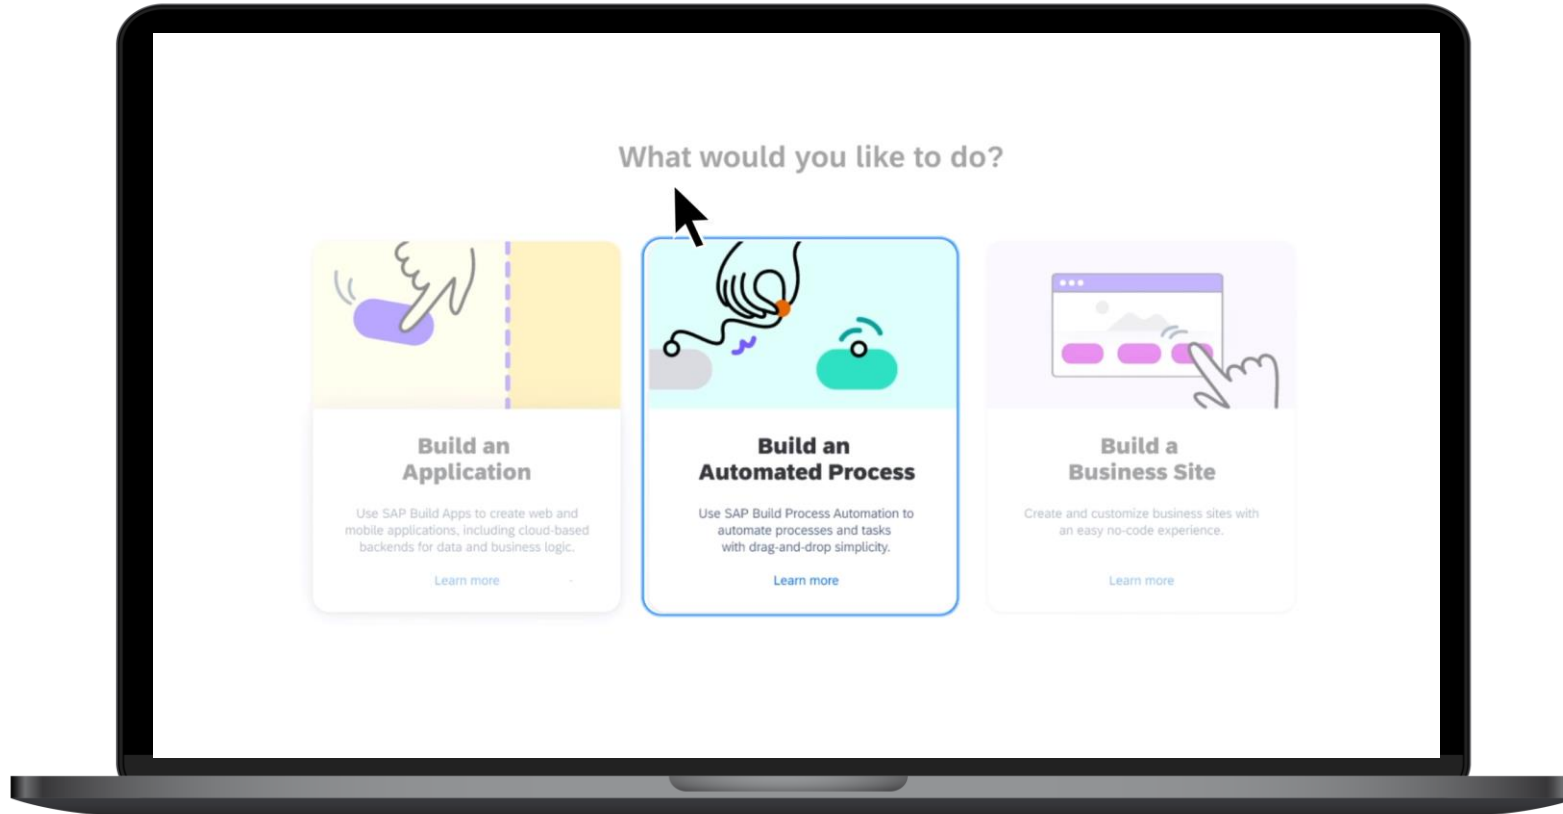 What would you like to do?
Build an
Application
Use SAP Build Apps to create web and
mobile applications, including cloud-based
backends for data and business logic.
Learn more
Build an
Automated Process
Use SAP Build Process Automation to
automate processes and tasks
with drag-and-drop simplicity.
Learn more
Build a
Business Site
Create and customize business sites with
an easy no-code experience.
Learn more